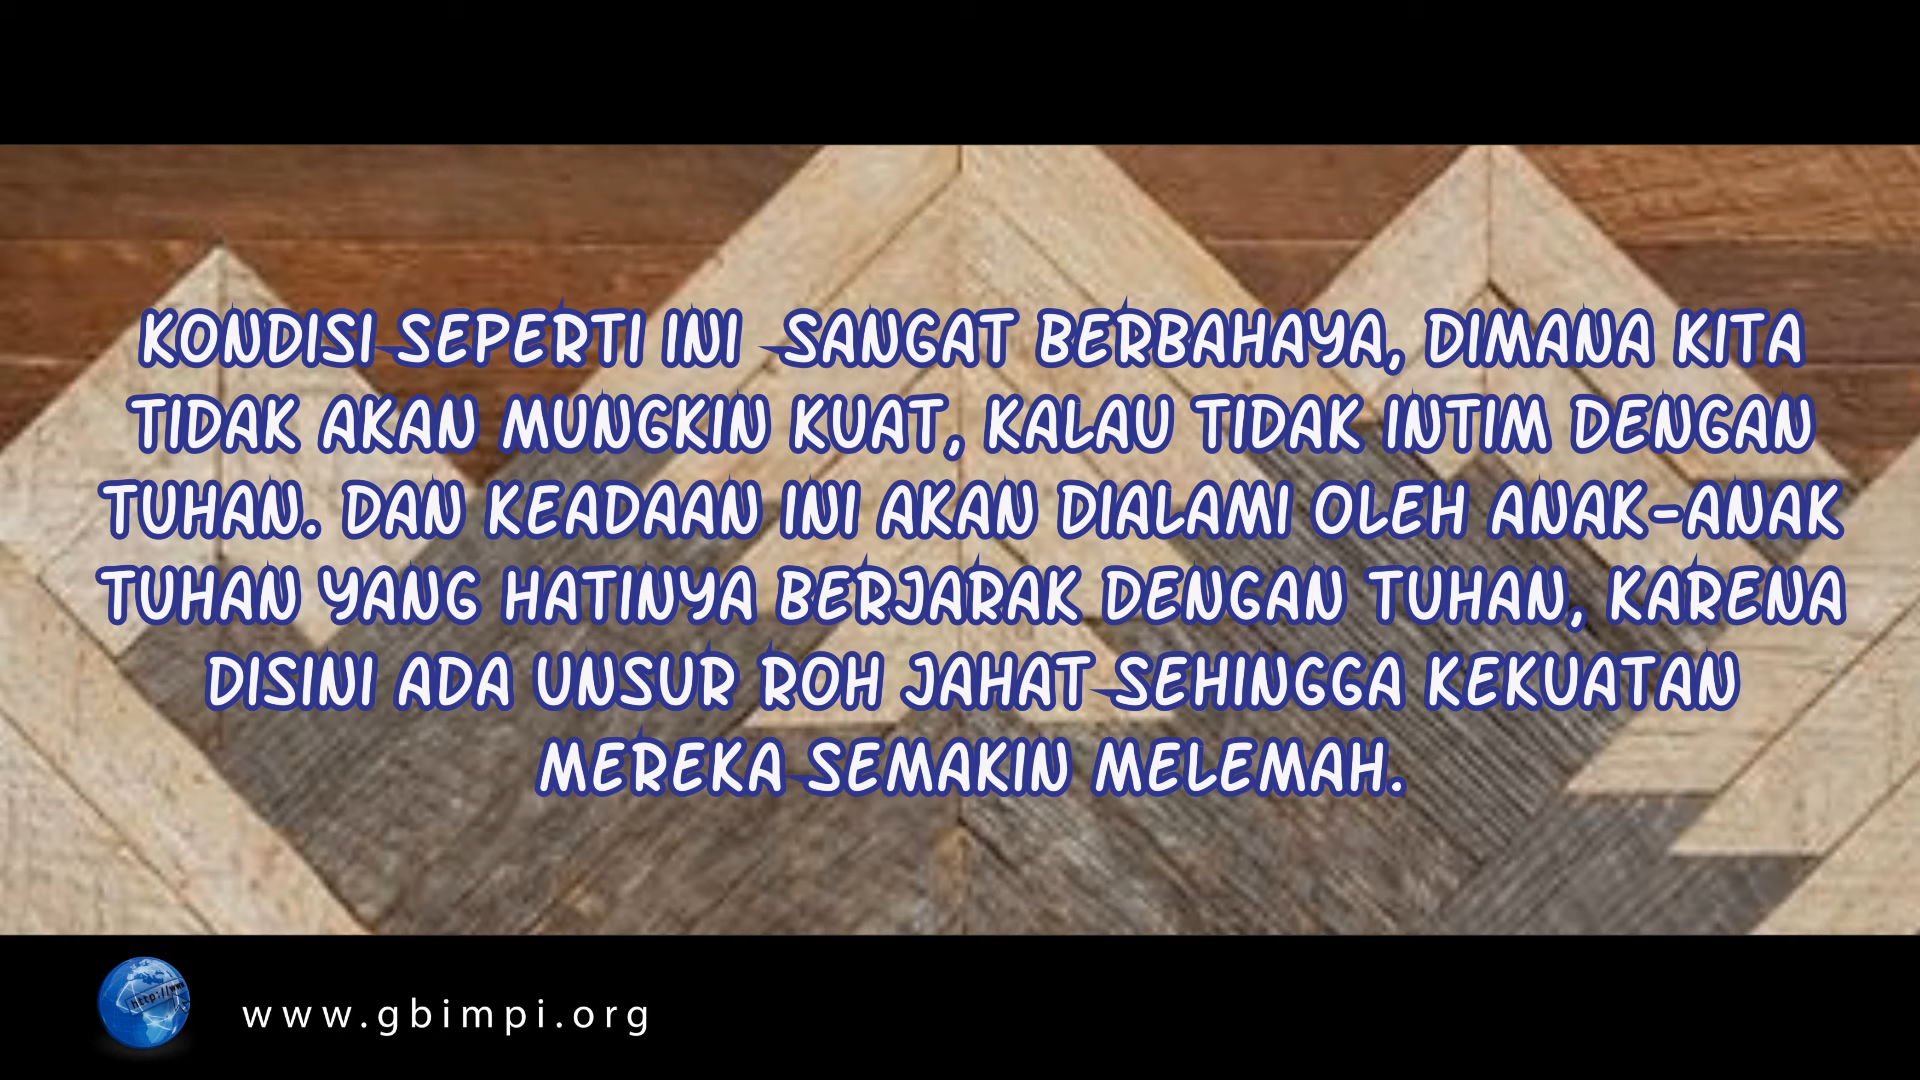 KONDISI SEPERTI INI SANGAT BERBAHAYA, DIMANA KITA
TIDAK AKAN MUNGKIN KUAT, KALAU TIDAK INTIM DENGAN
TUHAN. DAN KEADAAN INI AKAN DIALAMI OLEH ANAK-ANAK
TUHAN YANG HATINYA BERJARAK DENGAN TUHAN, KARENA
DISINI ADA UNSUR ROH JAHAT SEHINGGA KEKUATAN
MEREKA SEMAKIN MELEMAH.
http://www
www.gbimpi.org